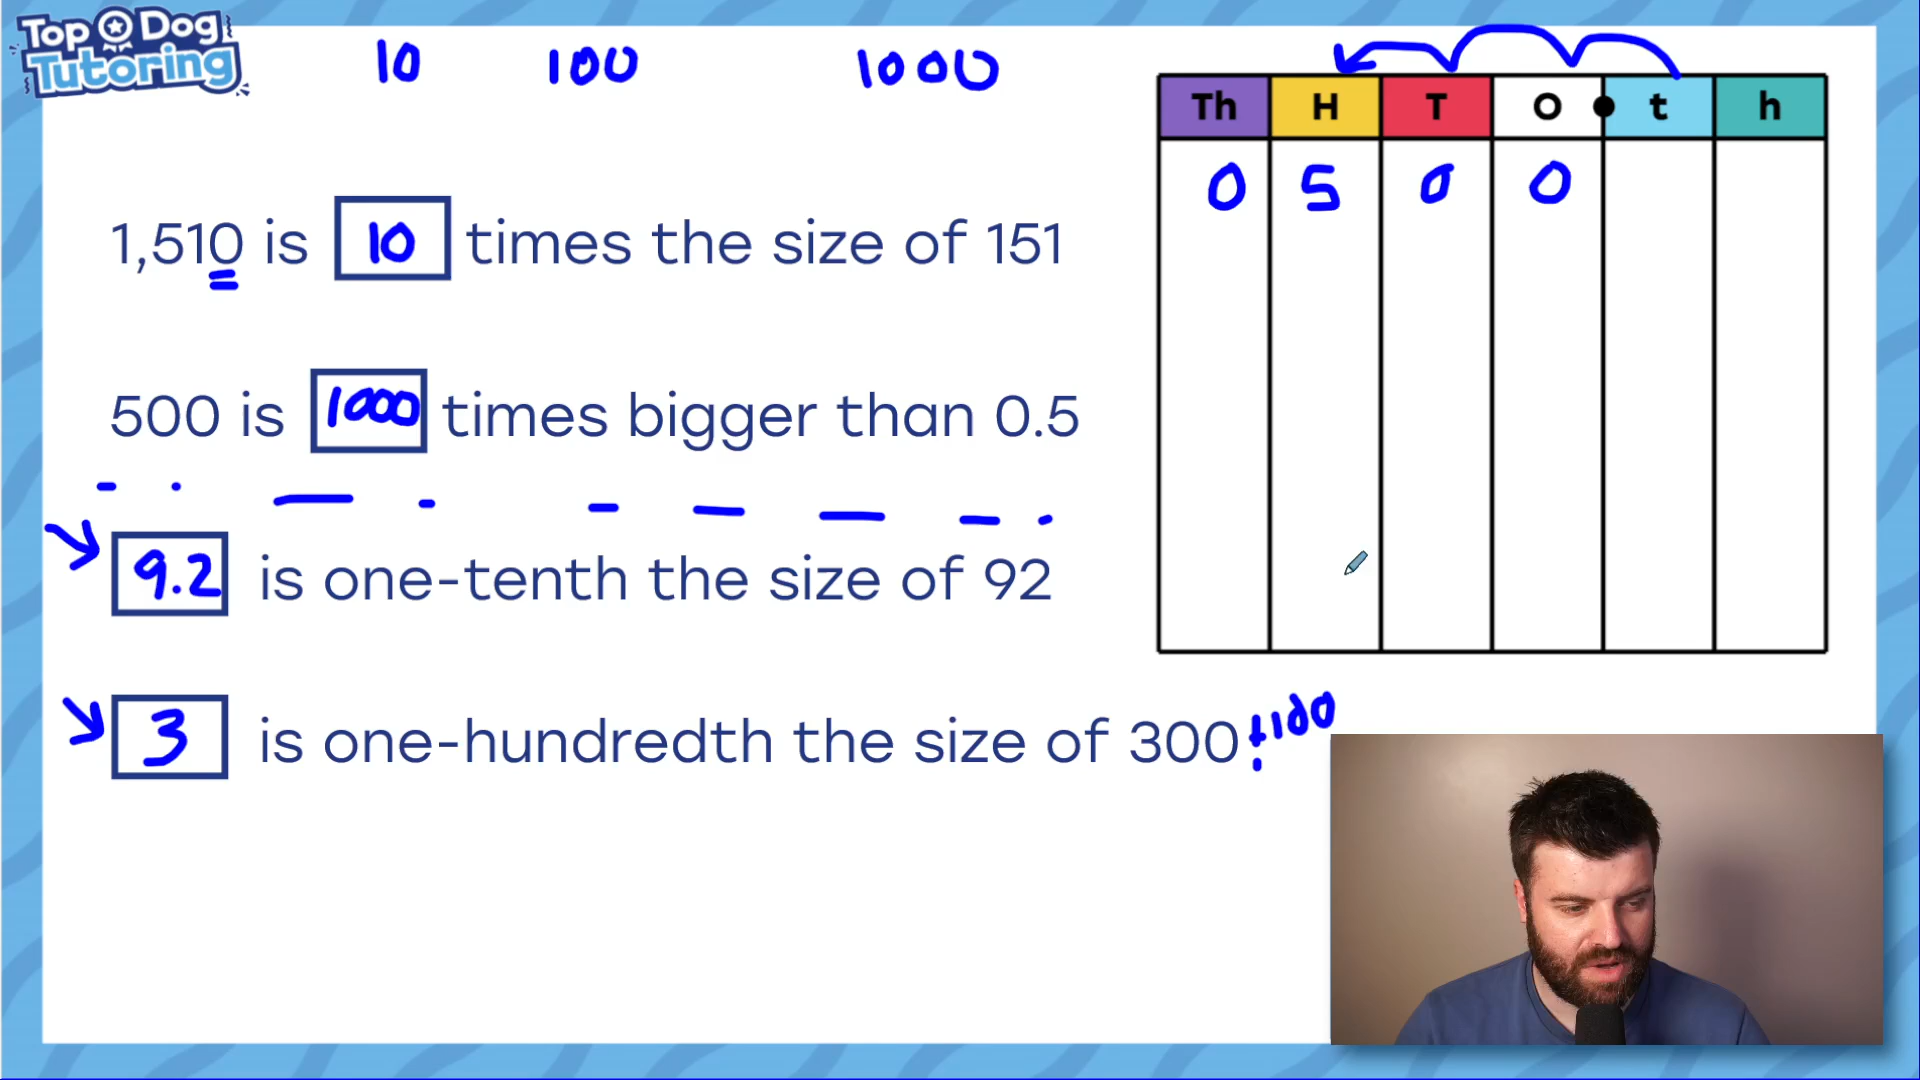 Top Dog
Tutoring
10 100 1000
Th H T O t h
0 5 0 0
1,510 is 10 times the size of 151
500 is 1000 times bigger than 0.5
9.2 is one-tenth the size of 92
3 is one-hundredth the size of 300 ÷100